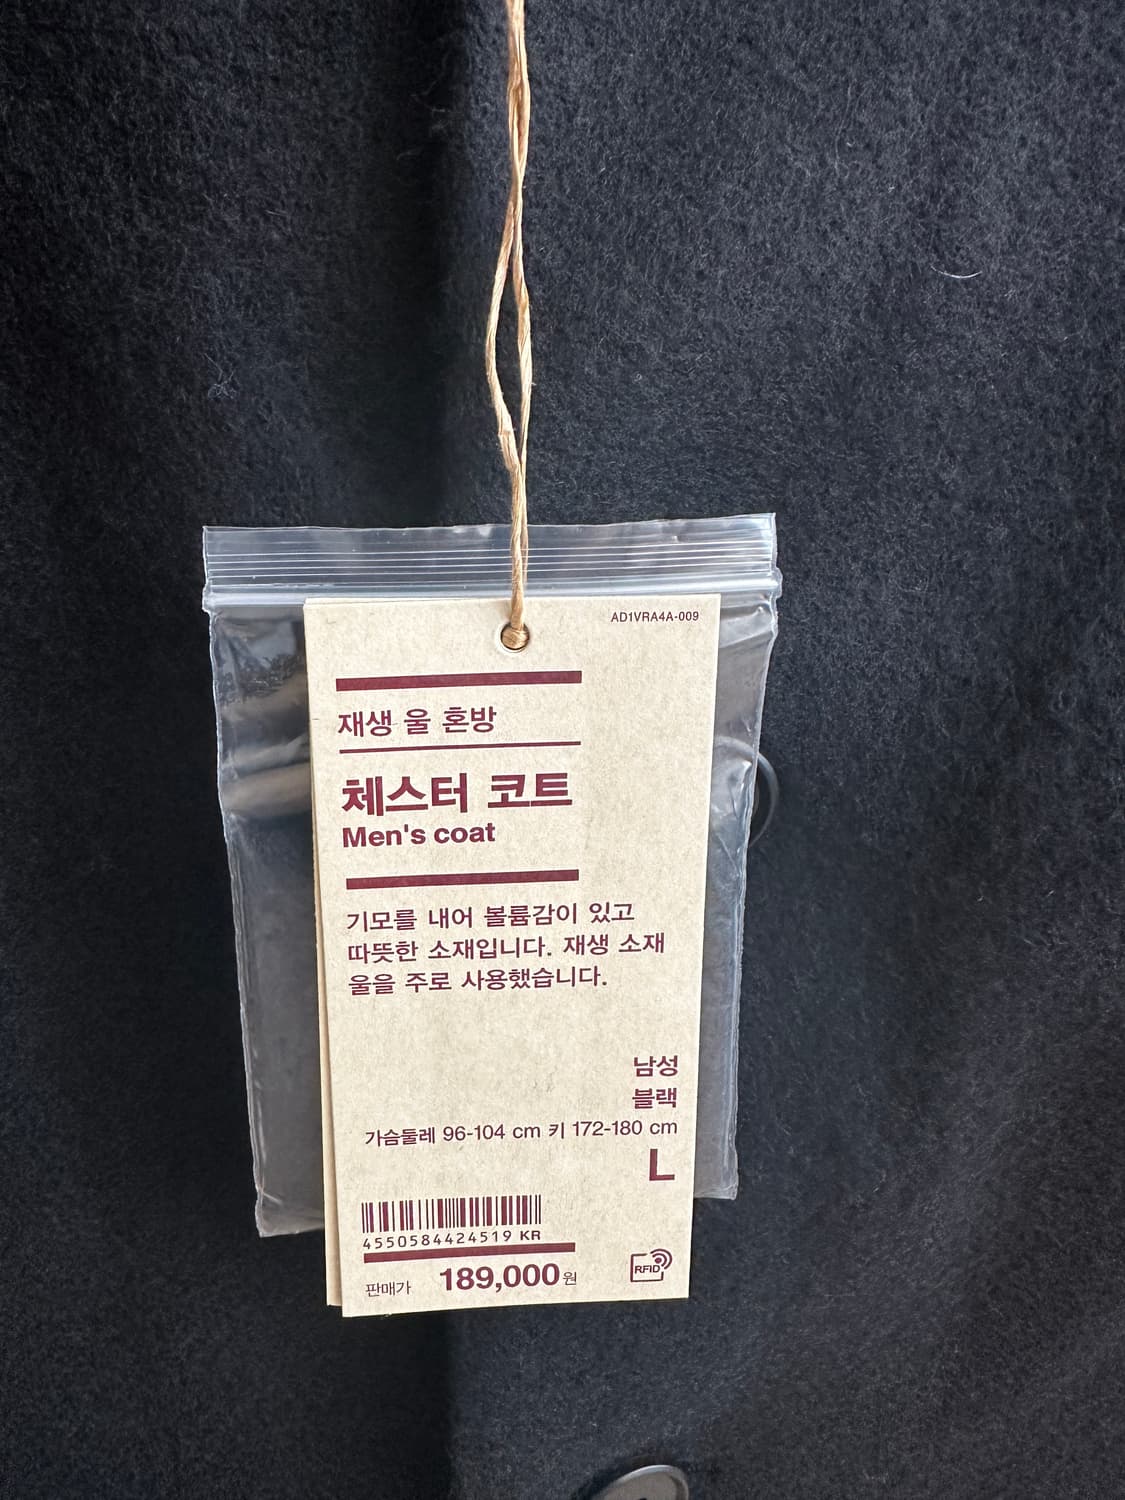 AD1VRA4A-009
재생 울 혼방
체스터 코트
Men's coat
기모를 내어 볼륨감이 있고
따뜻한 소재입니다. 재생 소재
울을 주로 사용했습니다.
남성
블랙
가슴둘레 96-104 cm 키 172-180 cm
L
4550584424519 KR
판매가 189,000원
RFID